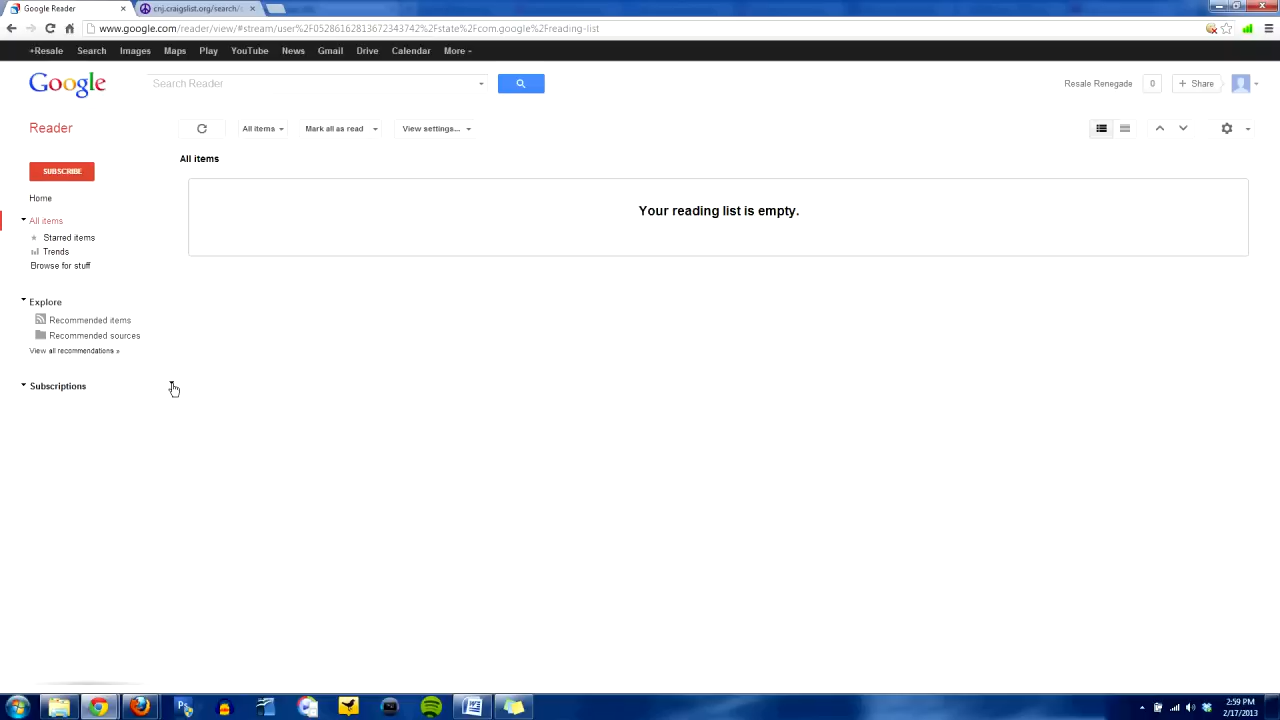 Google Reader
cnj.craigslist.org/search/
www.google.com/reader/view/#stream/user%2F05286162813672343742%2Fstate%2Fcom.google%2Freading-list
+Resale Search Images Maps Play YouTube News Gmail Drive Calendar More
Google
Search Reader
Resale Renegade 0 + Share
Reader
All items Mark all as read View settings...
All items
SUBSCRIBE
Home
Your reading list is empty.
All items
Starred items
Trends
Browse for stuff
Explore
Recommended items
Recommended sources
View all recommendations »
Subscriptions
2:59 PM
2/17/2013